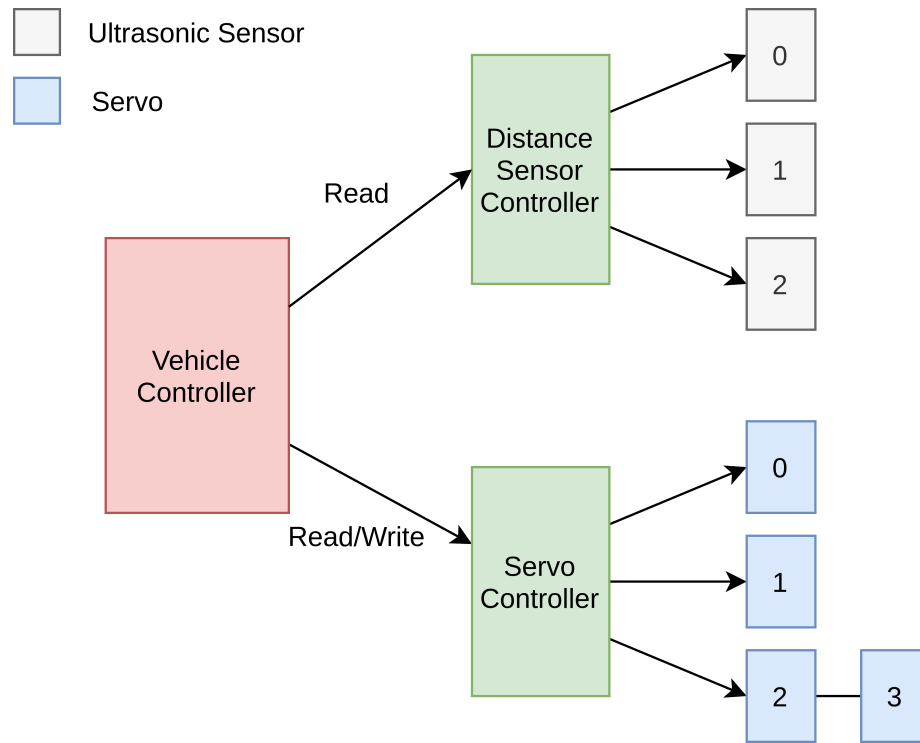 Ultrasonic Sensor
Servo
Read
Read/Write
Vehicle
Controller
Distance
Sensor
Controller
Servo
Controller
0
1
2
0
1
2
3